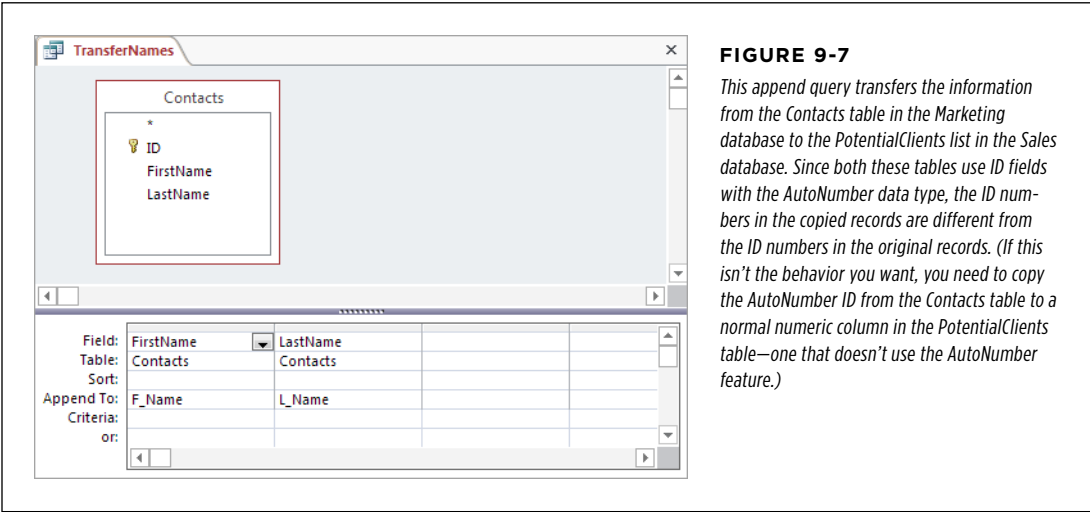 TransferNames
Contacts
*
ID
FirstName
LastName
Field: FirstName LastName
Table: Contacts Contacts
Sort:
Append To: F_Name L_Name
Criteria:
or:
FIGURE 9-7
This append query transfers the information
from the Contacts table in the Marketing
database to the PotentialClients list in the Sales
database. Since both these tables use ID fields
with the AutoNumber data type, the ID num-
bers in the copied records are different from
the ID numbers in the original records. (If this
isn't the behavior you want, you need to copy
the AutoNumber ID from the Contacts table to a
normal numeric column in the PotentialClients
table—one that doesn't use the AutoNumber
feature.)